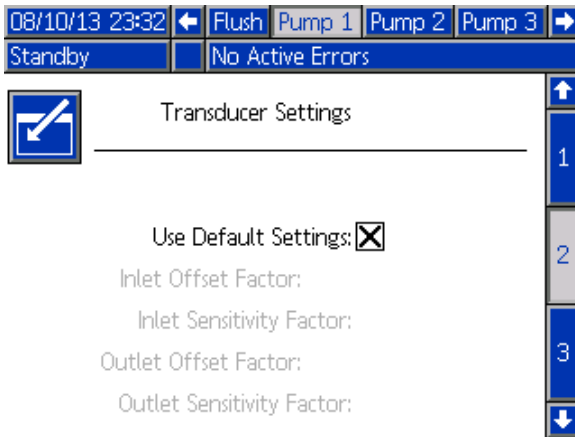 08/10/13 23:32 Flush Pump 1 Pump 2 Pump 3
Standby No Active Errors
Transducer Settings
1
Use Default Settings:
2
Inlet Offset Factor:
Inlet Sensitivity Factor:
Outlet Offset Factor:
3
Outlet Sensitivity Factor: